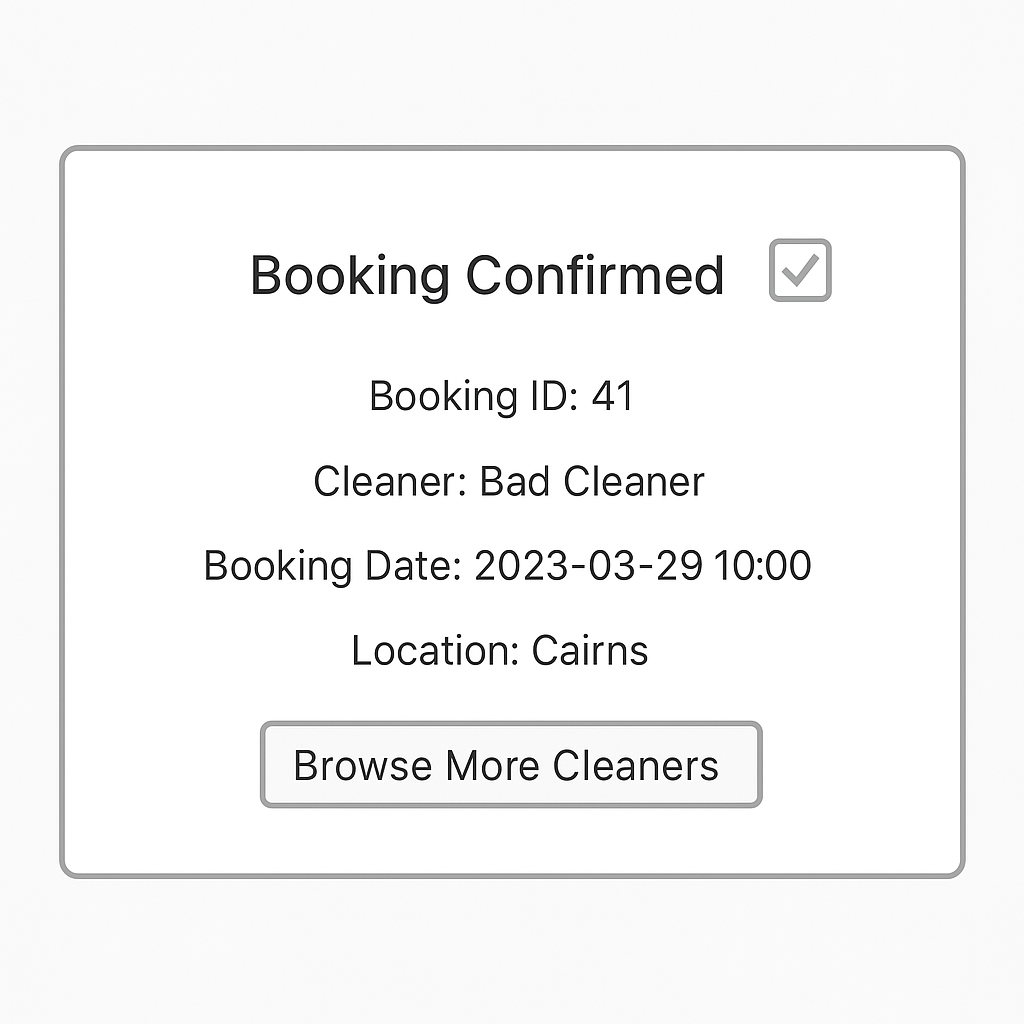 Booking Confirmed
Booking ID: 41
Cleaner: Bad Cleaner
Booking Date: 2023-03-29 10:00
Location: Cairns
Browse More Cleaners